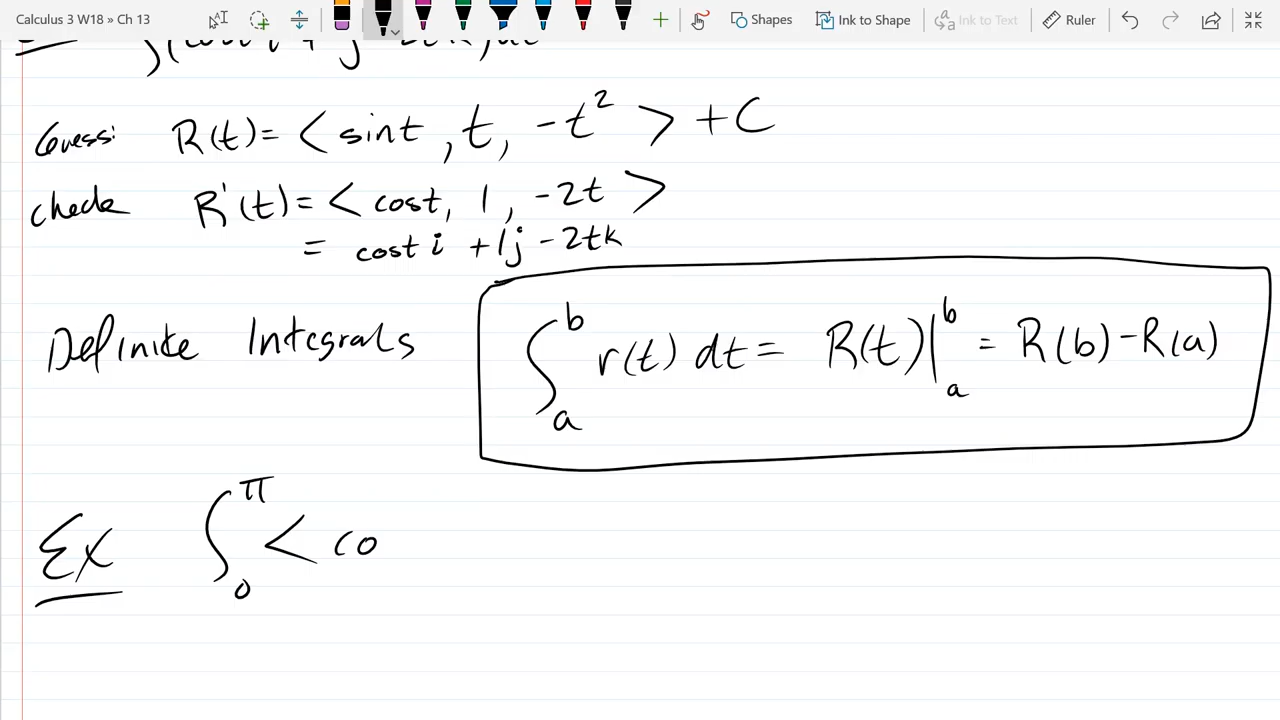 Calculus 3 W18 » Ch 13
Shapes
Ink to Shape
Ink to Text
Ruler
Guess: R(t) = < sint, t, -t² > + C
check R'(t) = < cost, 1, -2t >
= cost i + 1j - 2tk
Definite Integrals ∫ₐᵇ r(t) dt = R(t)|ₐᵇ = R(b) - R(a)
Ex ∫₀^π < co